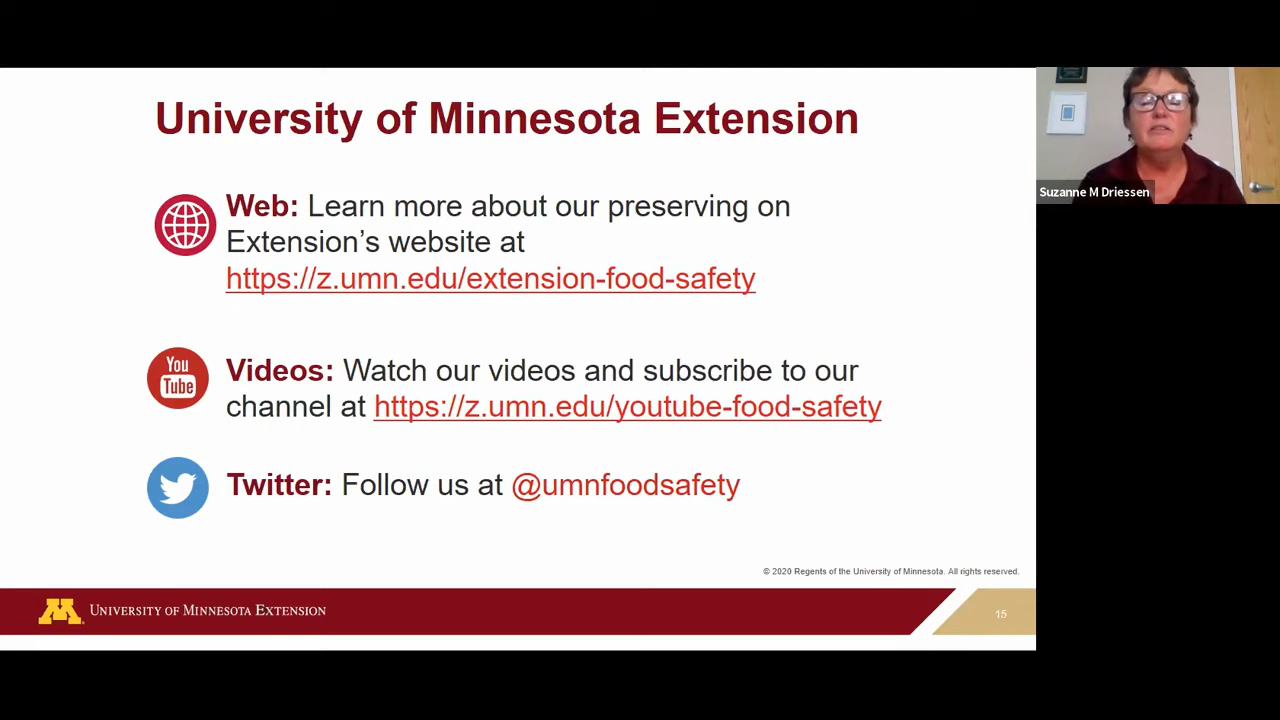 University of Minnesota Extension
Web: Learn more about our preserving on
Extension’s website at
https://z.umn.edu/extension-food-safety
You
Tube
Videos: Watch our videos and subscribe to our
channel at https://z.umn.edu/youtube-food-safety
Twitter: Follow us at @umnfoodsafety
© 2020 Regents of the University of Minnesota. All rights reserved.
M
UNIVERSITY OF MINNESOTA EXTENSION
15
Suzanne M Driessen